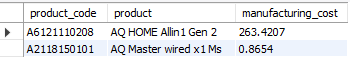 product_code product manufacturing_cost
A6121110208 AQ HOME Allin1 Gen 2 263.4207
A2118150101 AQ Master wired x1 Ms 0.8654